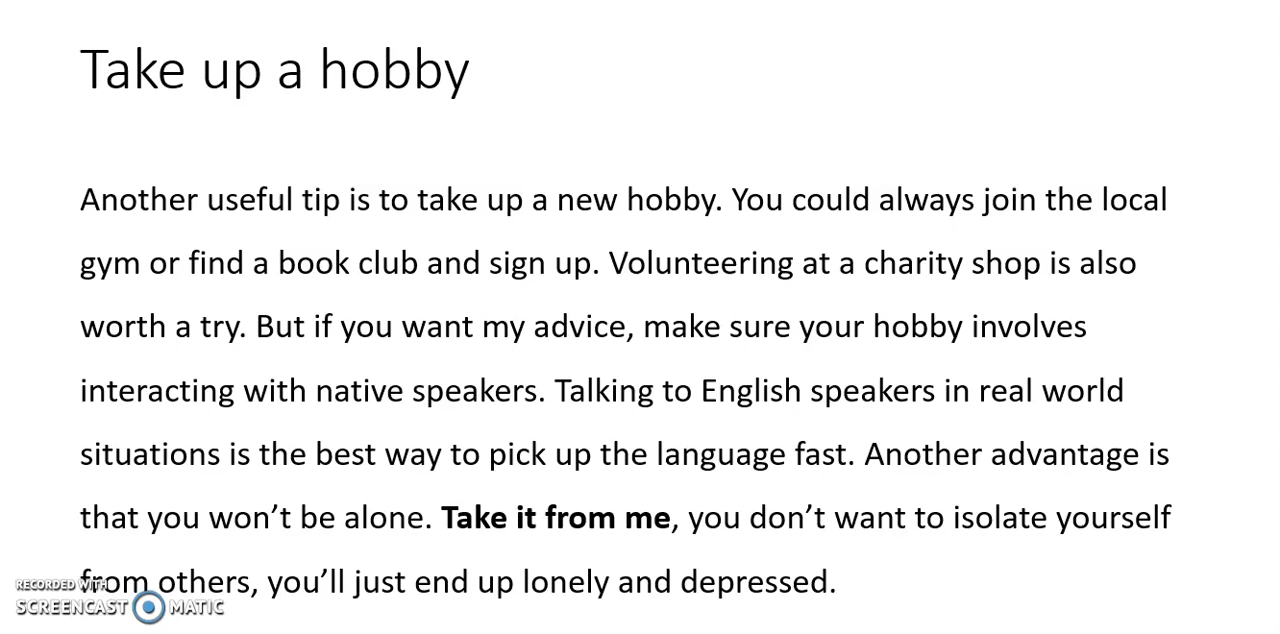 Take up a hobby
Another useful tip is to take up a new hobby. You could always join the local
gym or find a book club and sign up. Volunteering at a charity shop is also
worth a try. But if you want my advice, make sure your hobby involves
interacting with native speakers. Talking to English speakers in real world
situations is the best way to pick up the language fast. Another advantage is
that you won’t be alone. Take it from me, you don’t want to isolate yourself
from others, you’ll just end up lonely and depressed.
RECORDED WITH
SCREENCAST MATIC